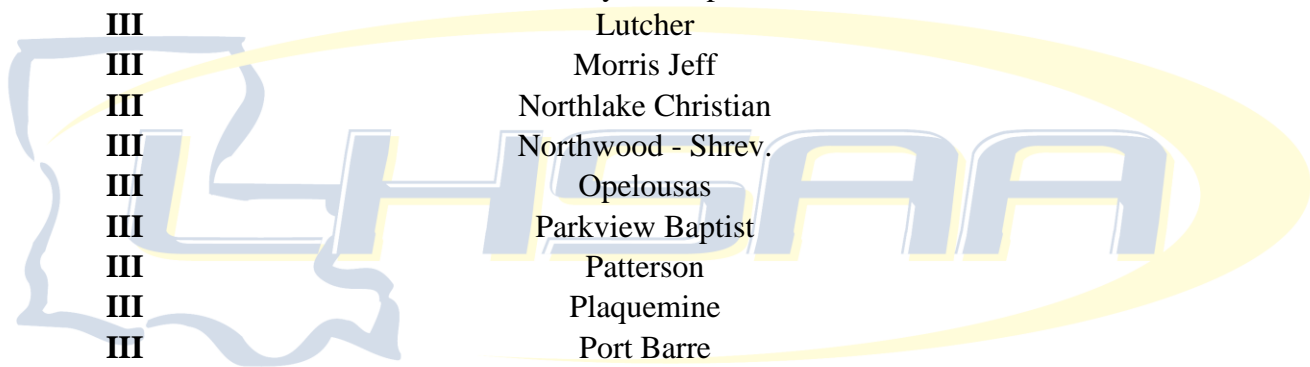 III Lutcher
III Morris Jeff
III Northlake Christian
III Northwood - Shrev.
III Opelousas
III Parkview Baptist
III Patterson
III Plaquemine
III Port Barre
LHSAA